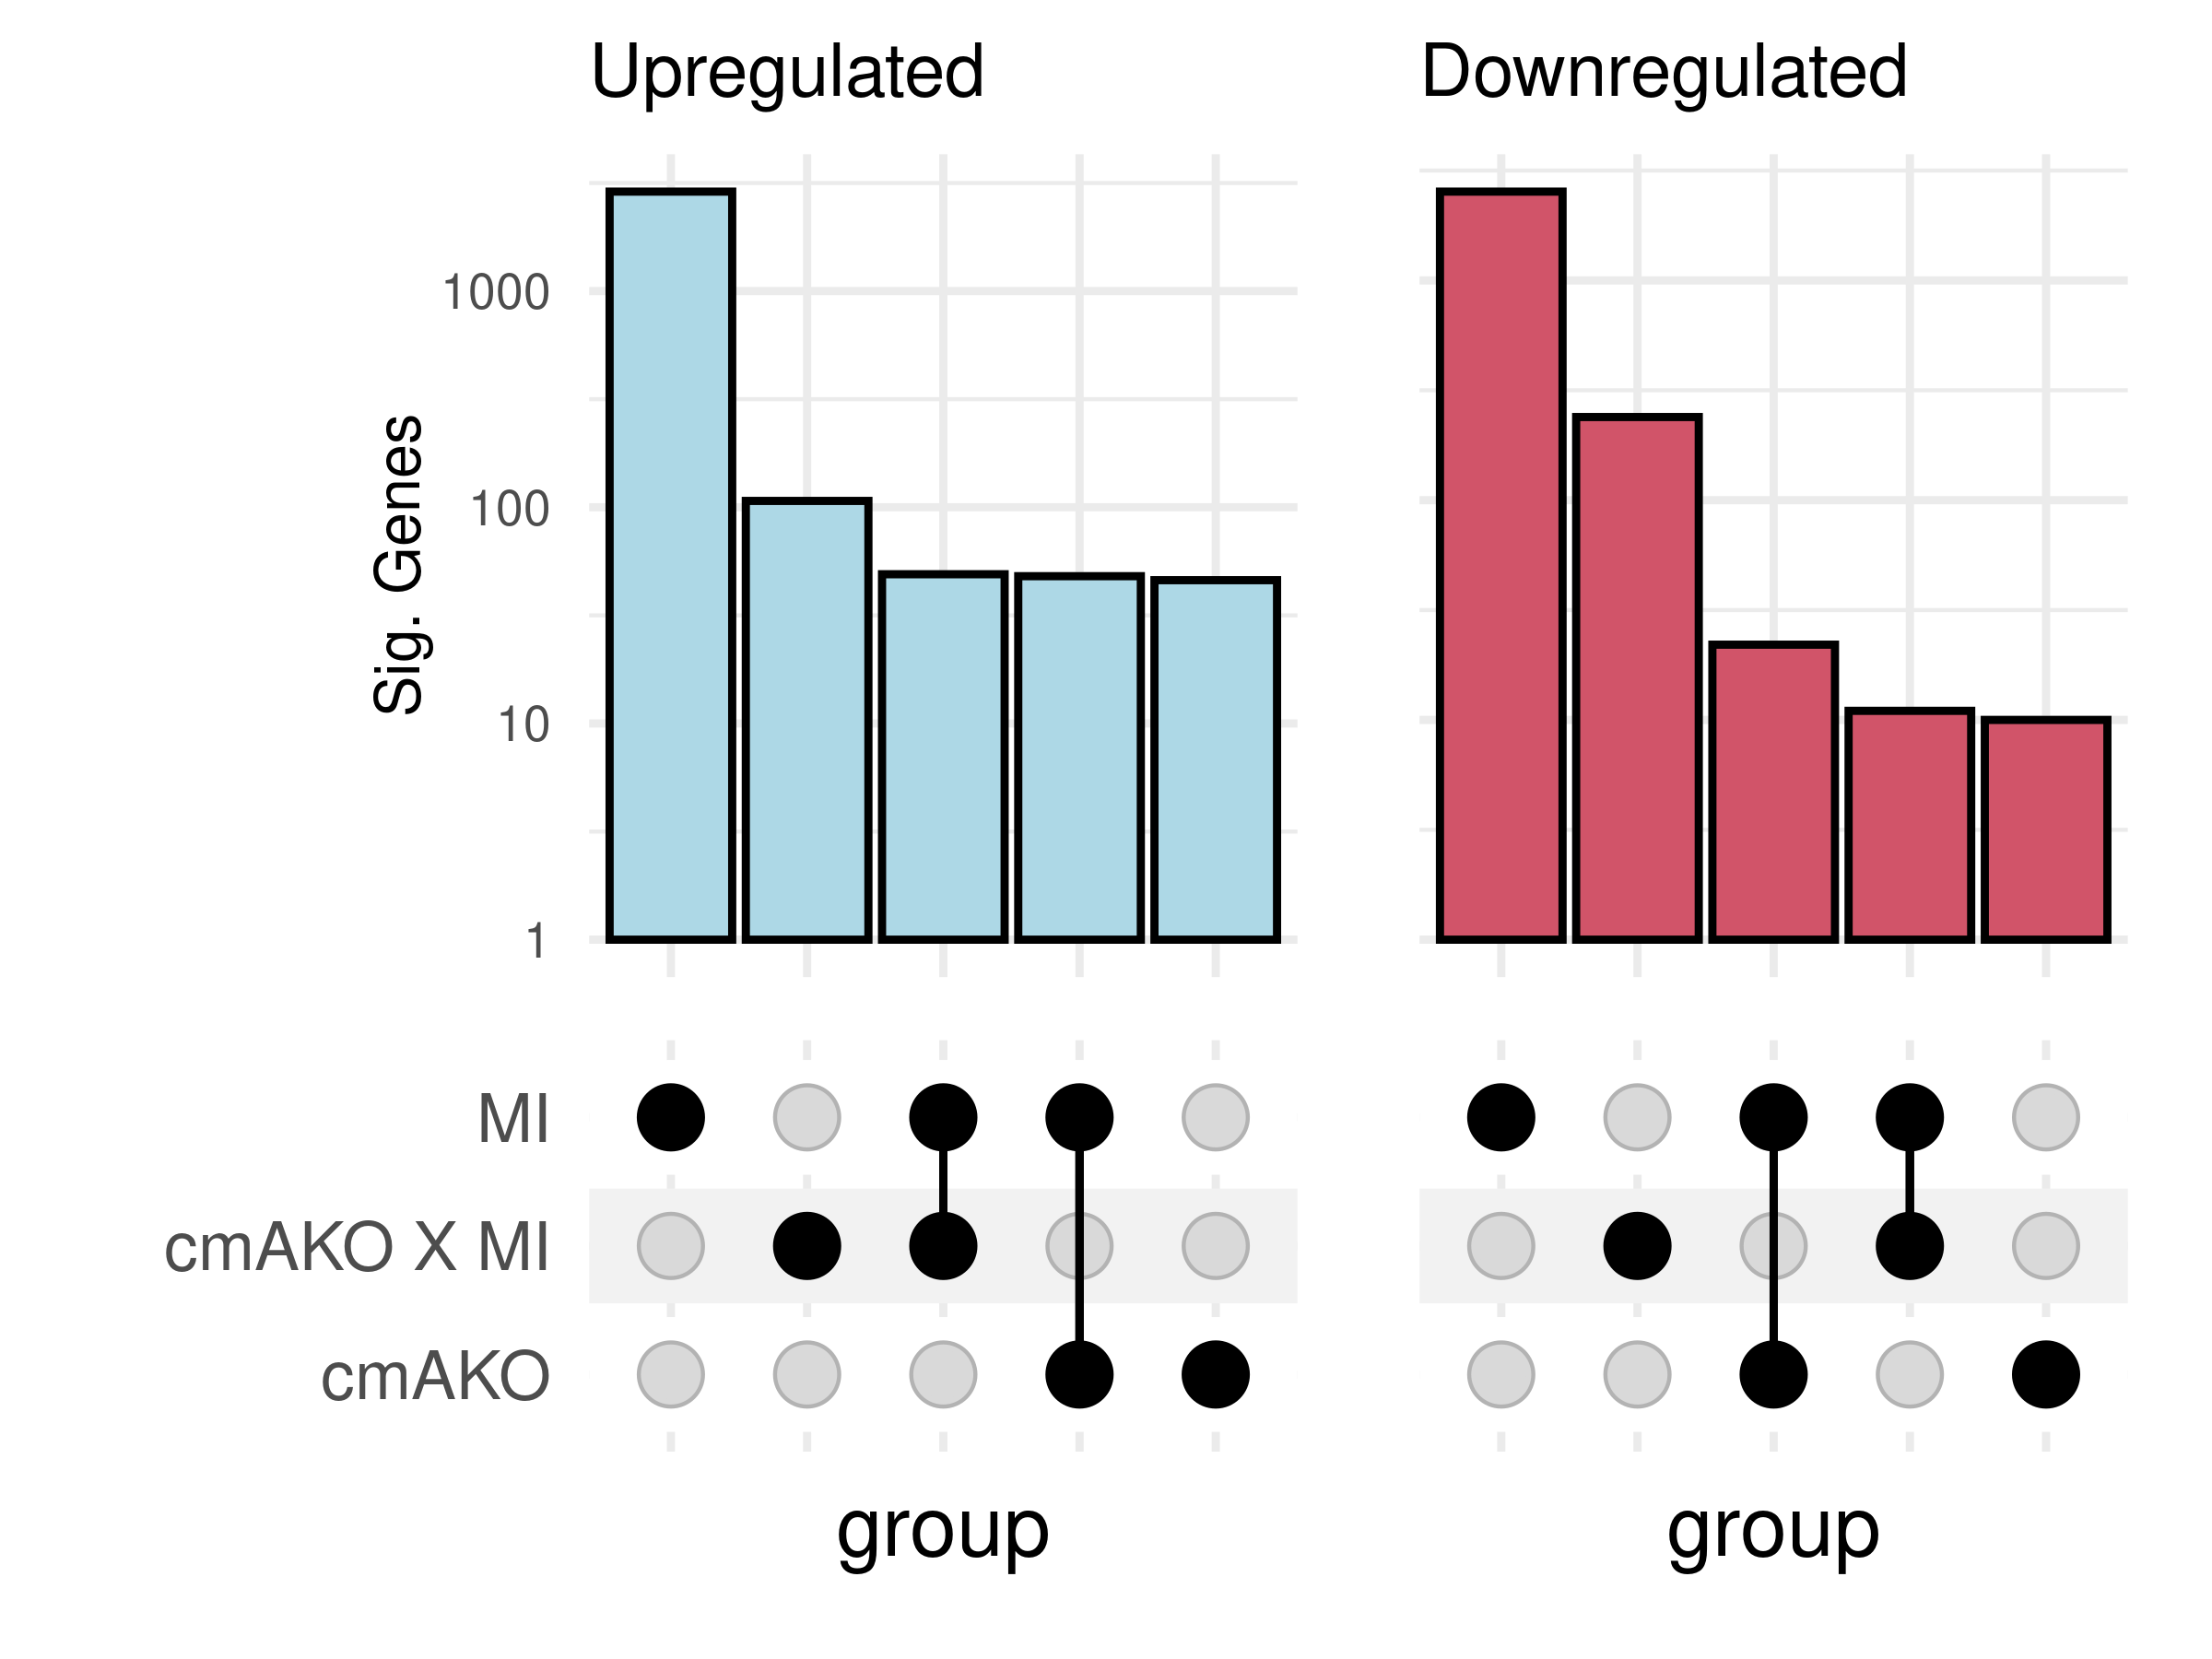 Upregulated
Downregulated
Sig. Genes
1000
100
10
1
MI
cmAKO X MI
cmAKO
group
group